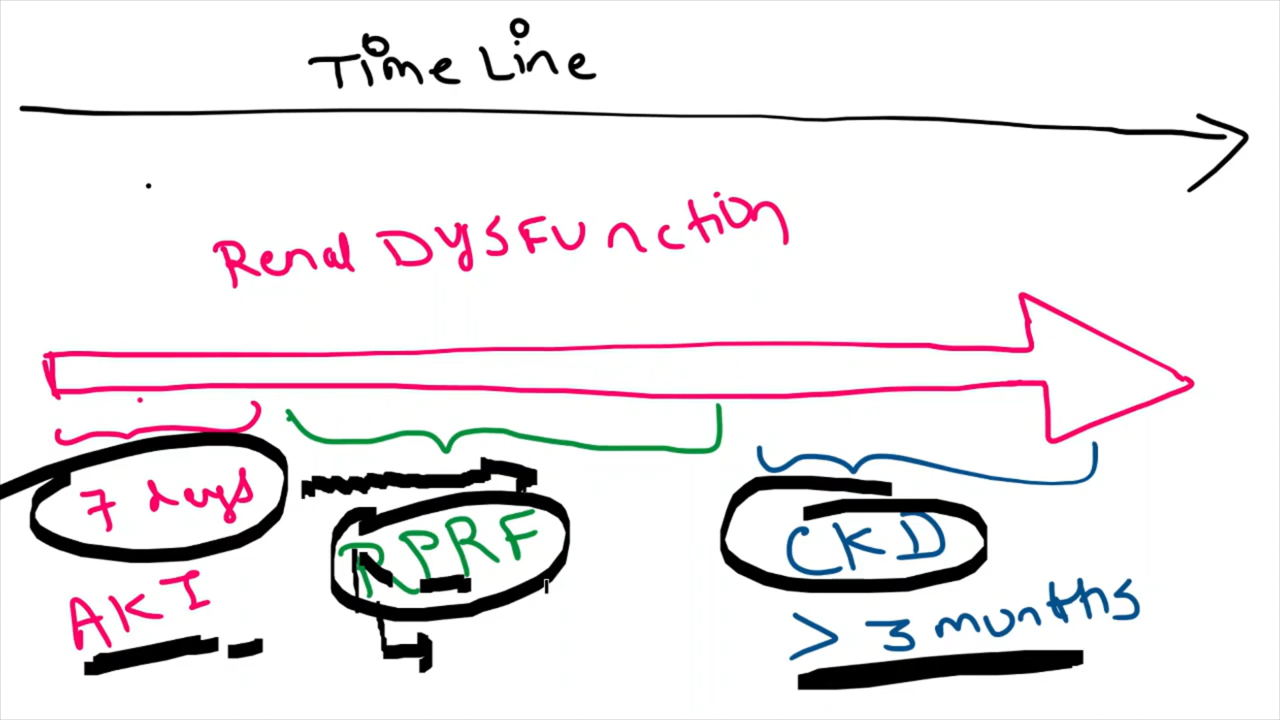 Time Line
Renal DYSFUnction
7 days
RPRF
CKD
AKI
> 3 months